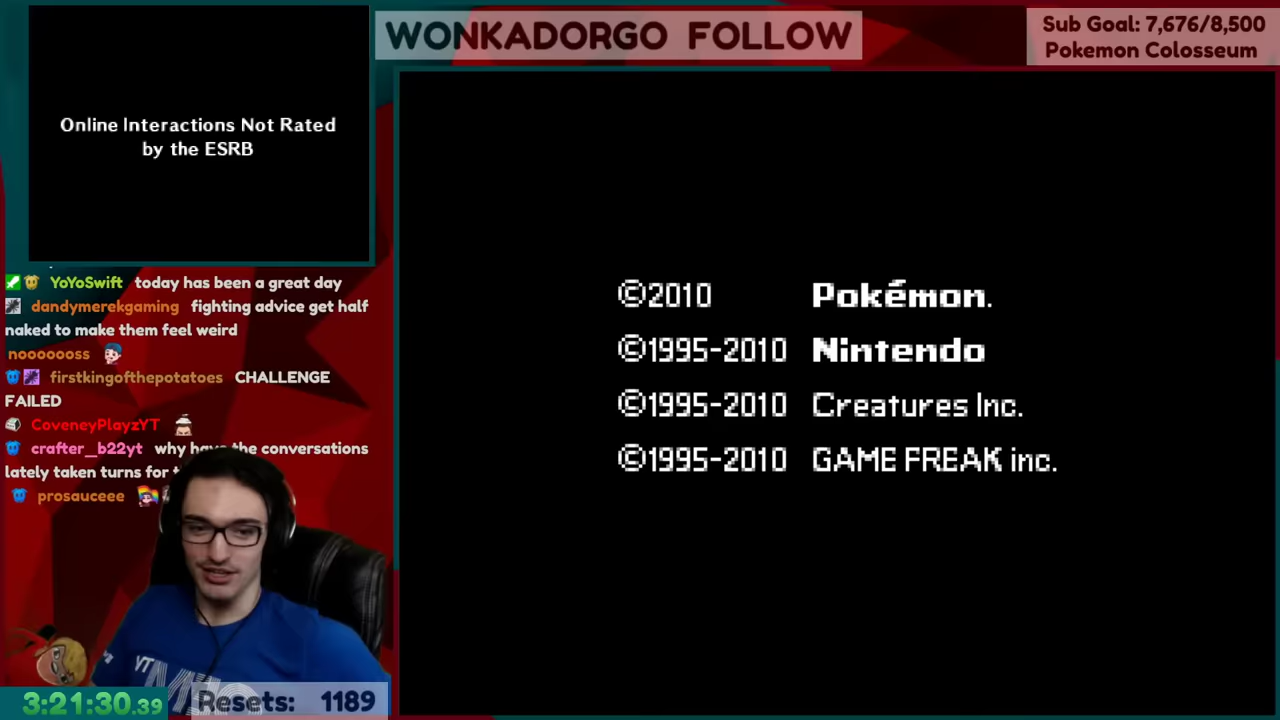 WONKADORGO FOLLOW
Sub Goal: 7,676/8,500
Pokemon Colosseum
Online Interactions Not Rated
by the ESRB
©2010 Pokémon.
©1995-2010 Nintendo
©1995-2010 Creatures Inc.
©1995-2010 GAME FREAK inc.
YoYoSwift today has been a great day
dandymerekgaming fighting advice get half
naked to make them feel weird
nooooooss
firstkingofthepotatoes CHALLENGE
FAILED
CoveneyPlayzYT
crafter_b22yt why have the conversations
lately taken turns for
prosauceee
YT
3:21:30.39
Resets: 1189